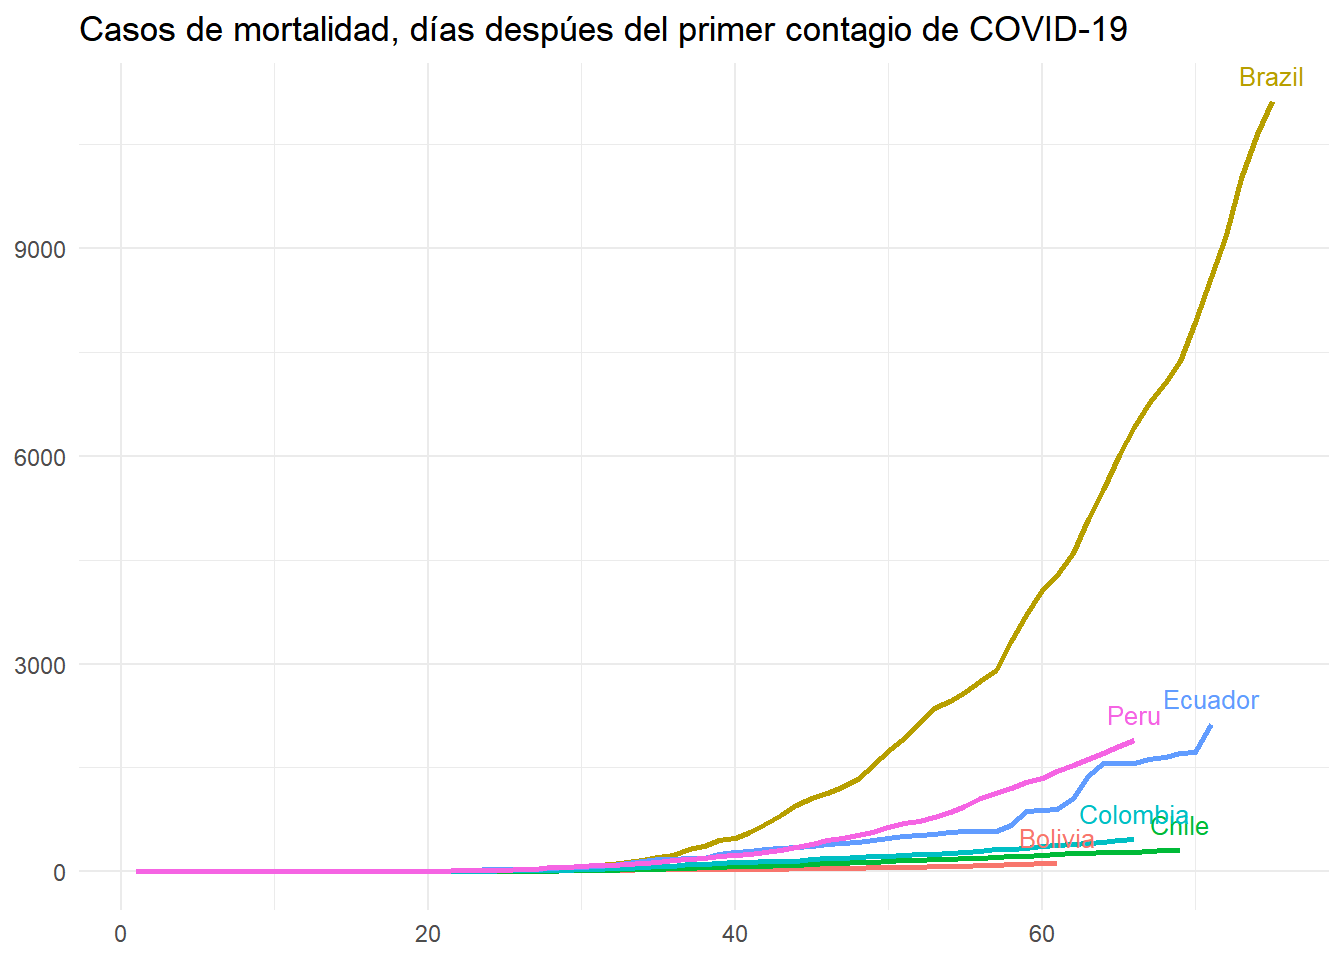 Casos de mortalidad, días despúes del primer contagio de COVID-19
Brazil
9000
6000
3000
Ecuador
Peru
Colombia
Chile
Bolivia
0
0 20 40 60